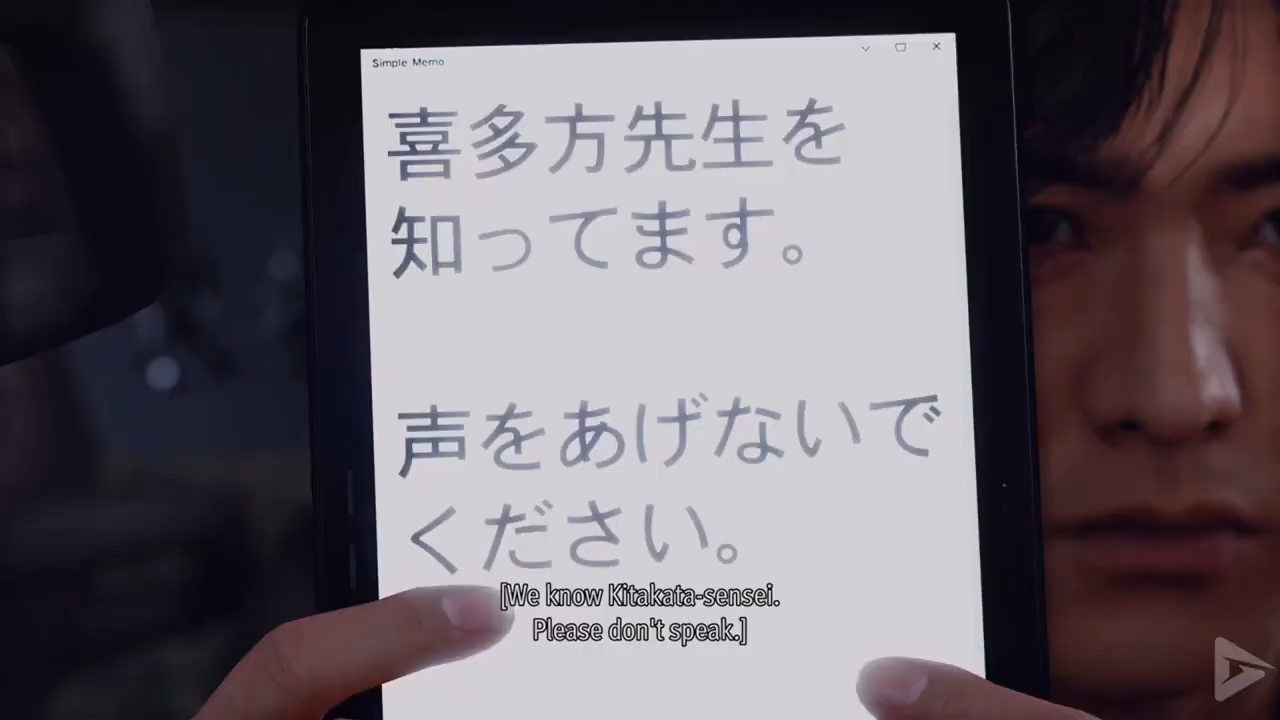 Simple Memo
喜多方先生を
知ってます。
声をあげないで
ください。
[We know Kitakata-sensei.
Please don't speak.]